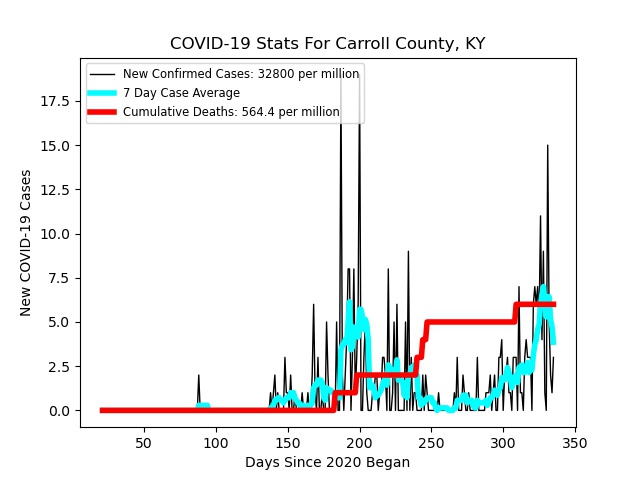 COVID-19 Stats For Carroll County, KY
New Confirmed Cases: 32800 per million
7 Day Case Average
Cumulative Deaths: 564.4 per million
New COVID-19 Cases
17.5
15.0
12.5
10.0
7.5
5.0
2.5
0.0
50
100
150
200
250
300
350
Days Since 2020 Began